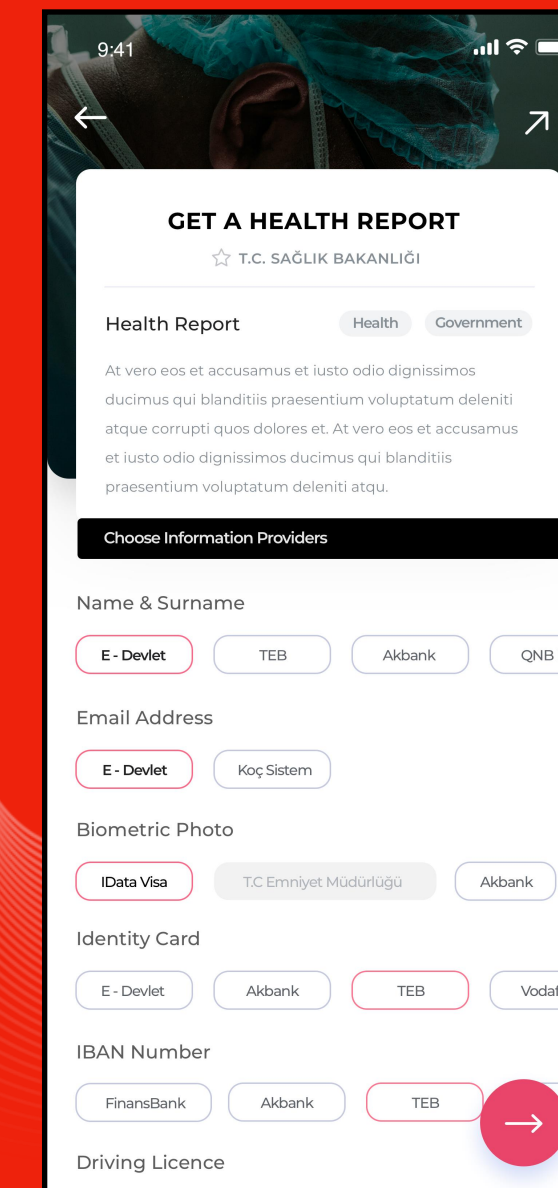 9:41
GET A HEALTH REPORT
T.C. SAĞLIK BAKANLIĞI
Health Report
Health
Government
At vero eos et accusamus et iusto odio dignissimos
ducimus qui blanditiis praesentium voluptatum deleniti
atque corrupti quos dolores et. At vero eos et accusamus
et iusto odio dignissimos ducimus qui blanditiis
praesentium voluptatum deleniti atqu.
Choose Information Providers
Name & Surname
E - Devlet TEB Akbank QNB
Email Address
E - Devlet Koç Sistem
Biometric Photo
IData Visa T.C Emniyet Müdürlüğü Akbank
Identity Card
E - Devlet Akbank TEB Vodaf
IBAN Number
FinansBank Akbank TEB
Driving Licence